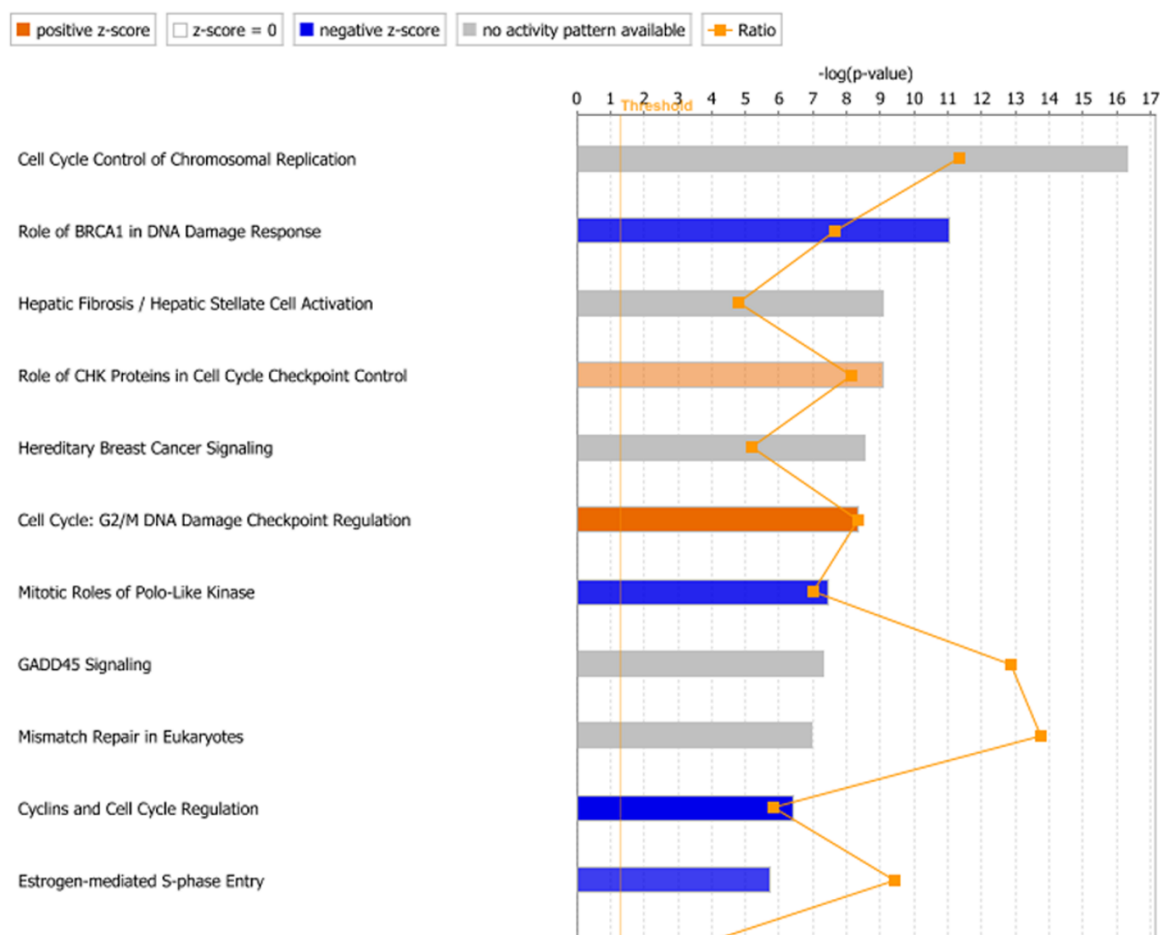 positive z-score
z-score = 0
negative z-score
no activity pattern available
Ratio
-log(p-value)
0 1 2 3 4 5 6 7 8 9 10 11 12 13 14 15 16 17
Threshold
Cell Cycle Control of Chromosomal Replication
Role of BRCA1 in DNA Damage Response
Hepatic Fibrosis / Hepatic Stellate Cell Activation
Role of CHK Proteins in Cell Cycle Checkpoint Control
Hereditary Breast Cancer Signaling
Cell Cycle: G2/M DNA Damage Checkpoint Regulation
Mitotic Roles of Polo-Like Kinase
GADD45 Signaling
Mismatch Repair in Eukaryotes
Cyclins and Cell Cycle Regulation
Estrogen-mediated S-phase Entry